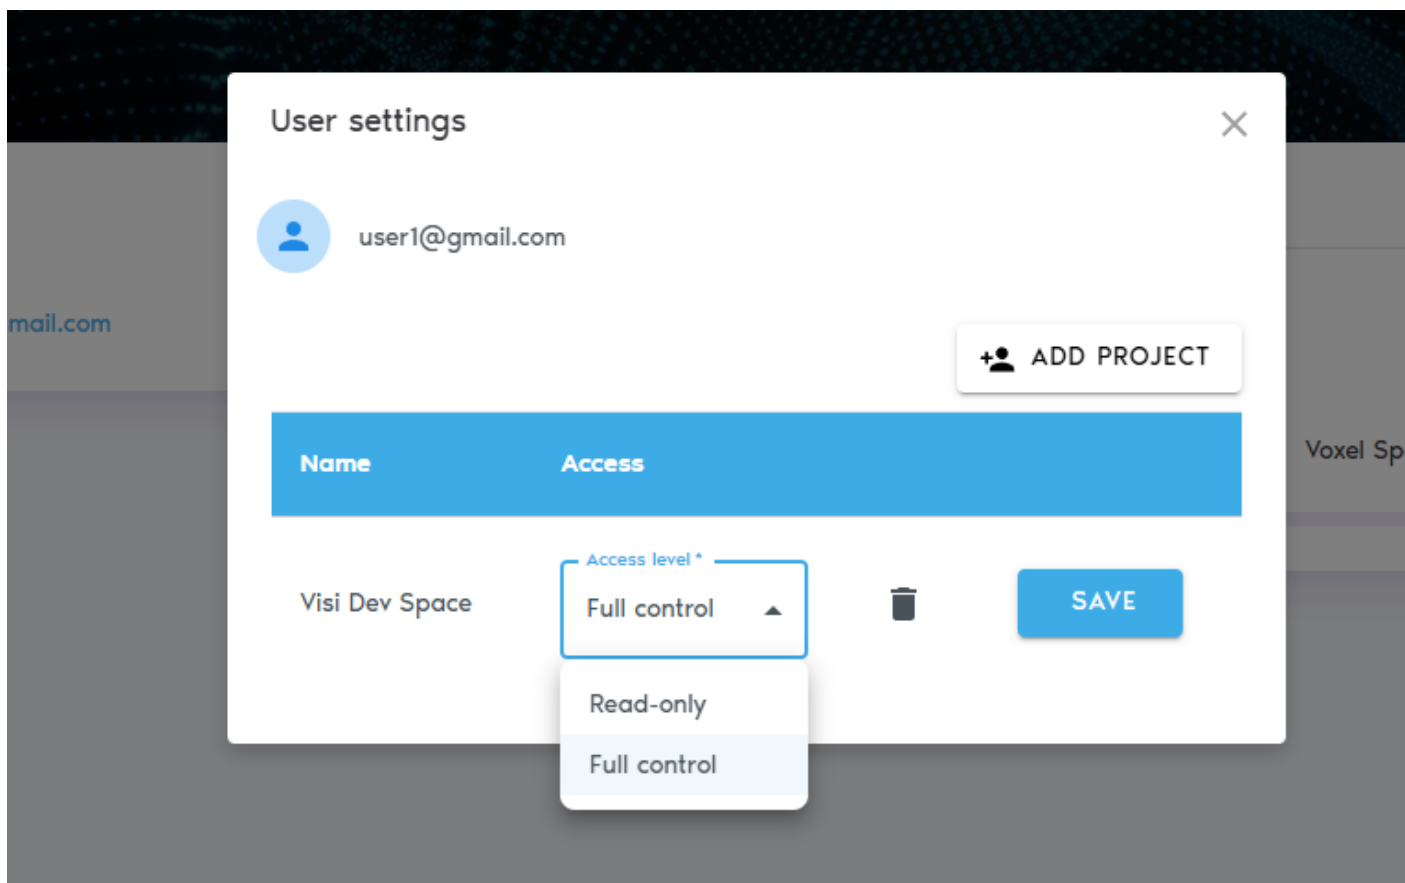 User settings
user1@gmail.com
mail.com
ADD PROJECT
Name Access
Voxel Sp
Access level *
Visi Dev Space Full control SAVE
Read-only
Full control